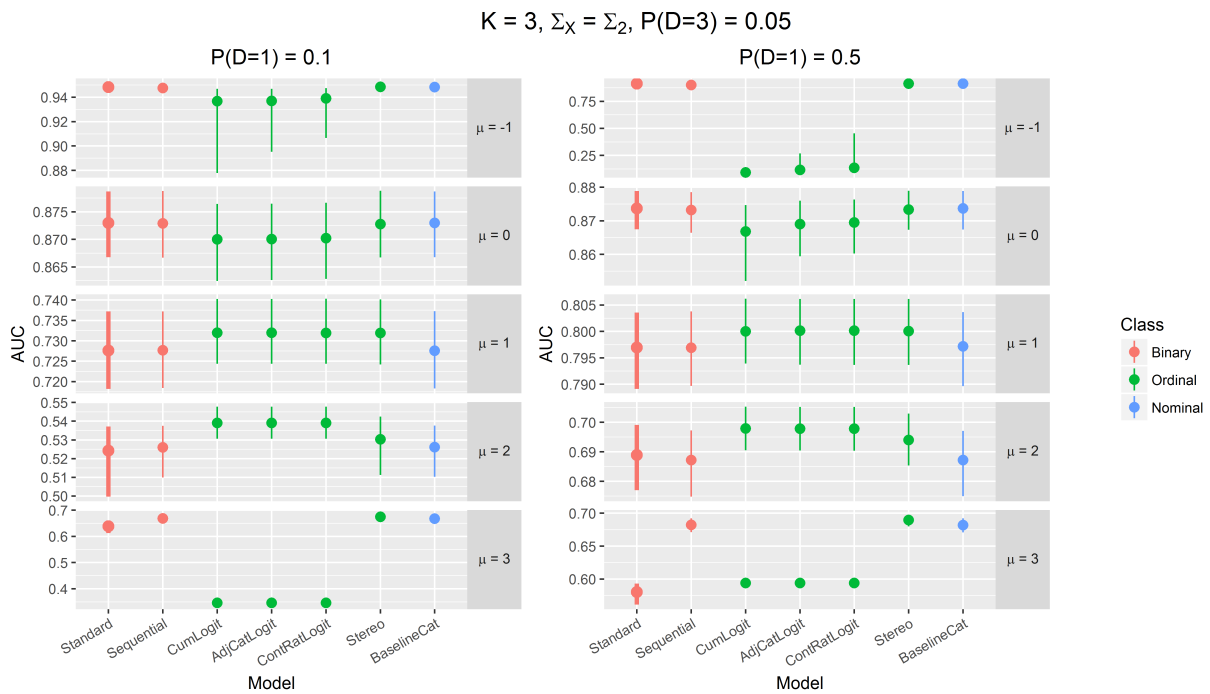 K = 3, Σ_X = Σ_2, P(D=3) = 0.05
P(D=1) = 0.1
P(D=1) = 0.5
AUC
0.94
0.92
0.90
0.88
μ = -1
0.875
0.870
0.865
μ = 0
0.740
0.735
0.730
0.725
0.720
μ = 1
0.55
0.54
0.53
0.52
0.51
0.50
μ = 2
0.7
0.6
0.5
0.4
μ = 3
Standard
Sequential
CumLogit
AdjCatLogit
ContRatLogit
Stereo
BaselineCat
Model
AUC
0.75
0.50
0.25
μ = -1
0.88
0.87
0.86
μ = 0
0.805
0.800
0.795
0.790
μ = 1
0.70
0.69
0.68
μ = 2
0.70
0.65
0.60
μ = 3
Standard
Sequential
CumLogit
AdjCatLogit
ContRatLogit
Stereo
BaselineCat
Model
Class
Binary
Ordinal
Nominal